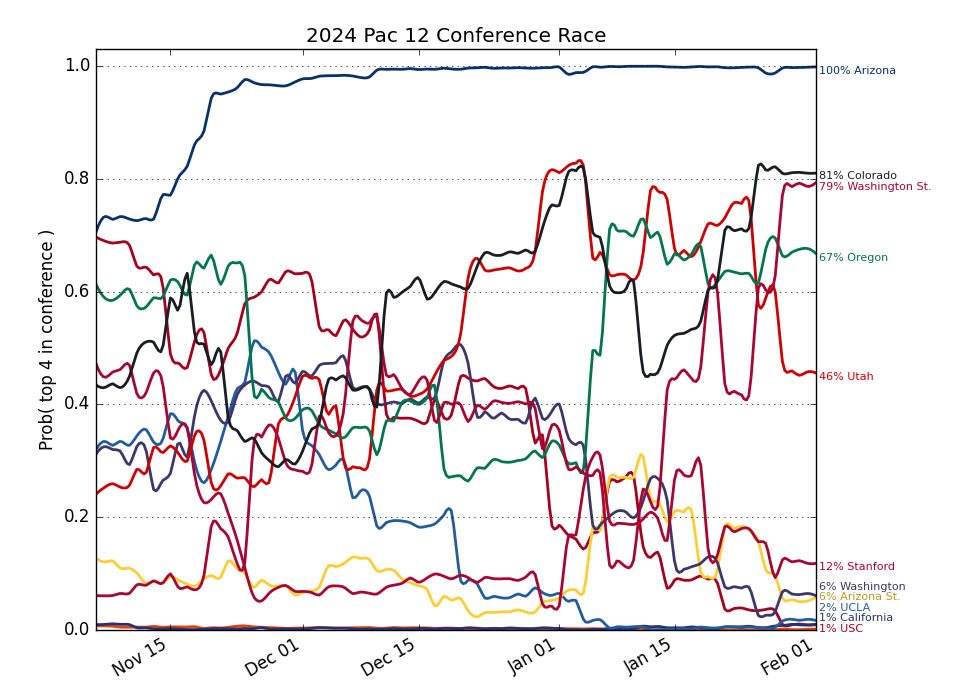 2024 Pac 12 Conference Race
Prob( top 4 in conference )
1.0
0.8
0.6
0.4
0.2
0.0
Nov 15
Dec 01
Dec 15
Jan 01
Jan 15
Feb 01
100% Arizona
81% Colorado
79% Washington St.
67% Oregon
46% Utah
12% Stanford
6% Washington
6% Arizona St.
2% UCLA
1% California
1% USC